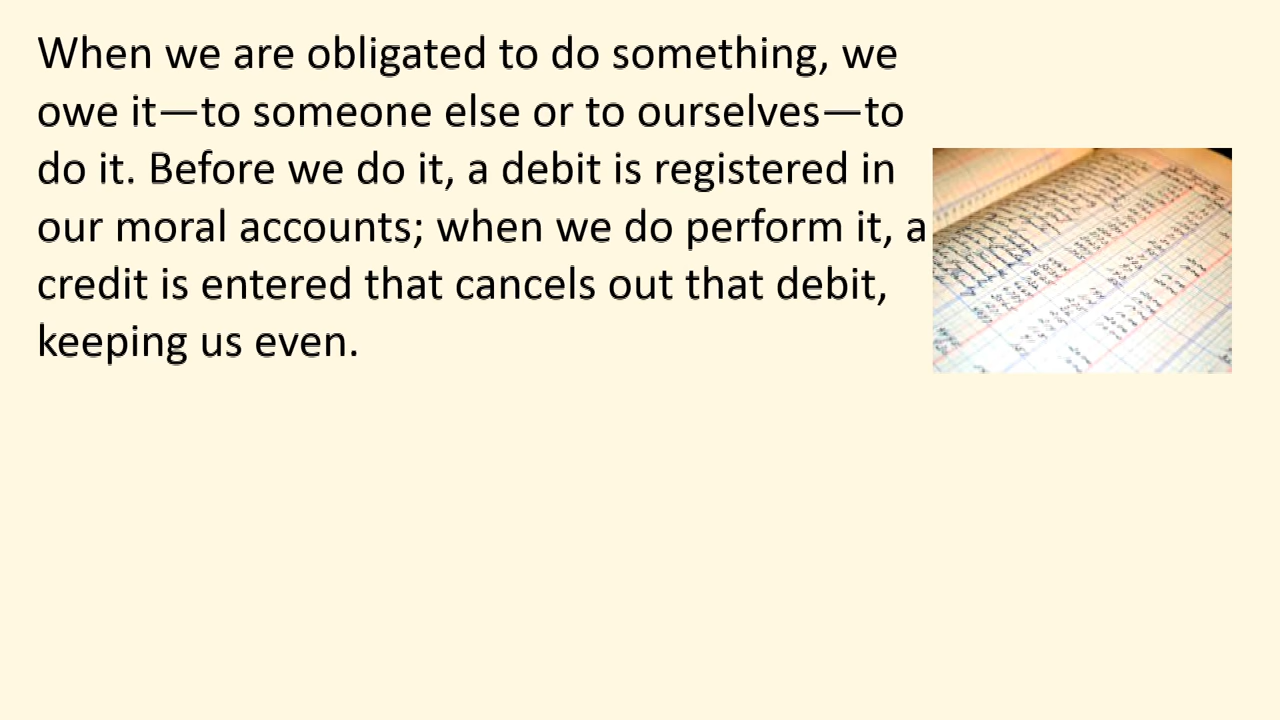 When we are obligated to do something, we
owe it—to someone else or to ourselves—to
do it. Before we do it, a debit is registered in
our moral accounts; when we do perform it, a
credit is entered that cancels out that debit,
keeping us even.